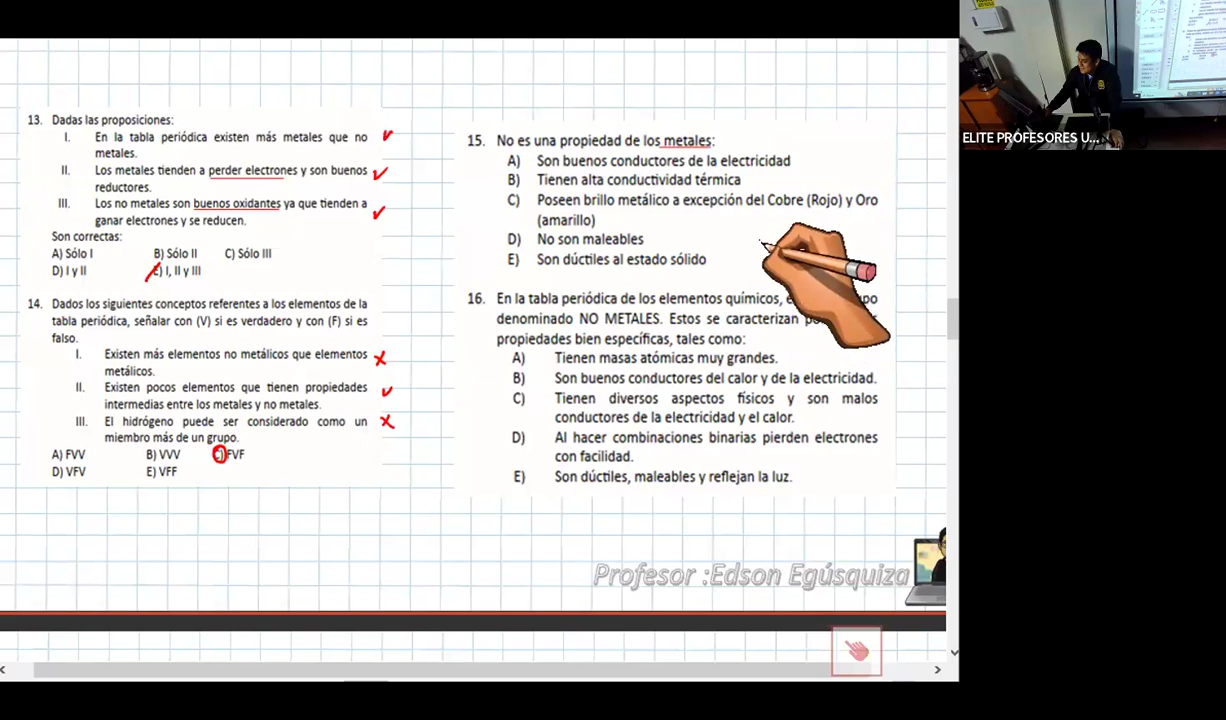 13. Dadas las proposiciones:
I. En la tabla periódica existen más metales que no
metales.
II. Los metales tienden a perder electrones y son buenos
reductores.
III. Los no metales son buenos oxidantes ya que tienden a
ganar electrones y se reducen.
Son correctas:
A) Sólo I B) Sólo II C) Sólo III
D) I y II E) I, II y III
14. Dados los siguientes conceptos referentes a los elementos de la
tabla periódica, señalar con (V) si es verdadero y con (F) si es
falso.
I. Existen más elementos no metálicos que elementos
metálicos.
II. Existen pocos elementos que tienen propiedades
intermedias entre los metales y no metales.
III. El hidrógeno puede ser considerado como un
miembro más de un grupo.
A) FVV B) VVV C) FVF
D) VFV E) VFF
15. No es una propiedad de los metales:
A) Son buenos conductores de la electricidad
B) Tienen alta conductividad térmica
C) Poseen brillo metálico a excepción del Cobre (Rojo) y Oro
(amarillo)
D) No son maleables
E) Son dúctiles al estado sólido
16. En la tabla periódica de los elementos químicos,
denominado NO METALES. Estos se caracterizan
propiedades bien específicas, tales como:
A) Tienen masas atómicas muy grandes.
B) Son buenos conductores del calor y de la electricidad.
C) Tienen diversos aspectos físicos y son malos
conductores de la electricidad y el calor.
D) Al hacer combinaciones binarias pierden electrones
con facilidad.
E) Son dúctiles, maleables y reflejan la luz.
Profesor :Edson Egúsquiza
ELITE PROFESORES U...